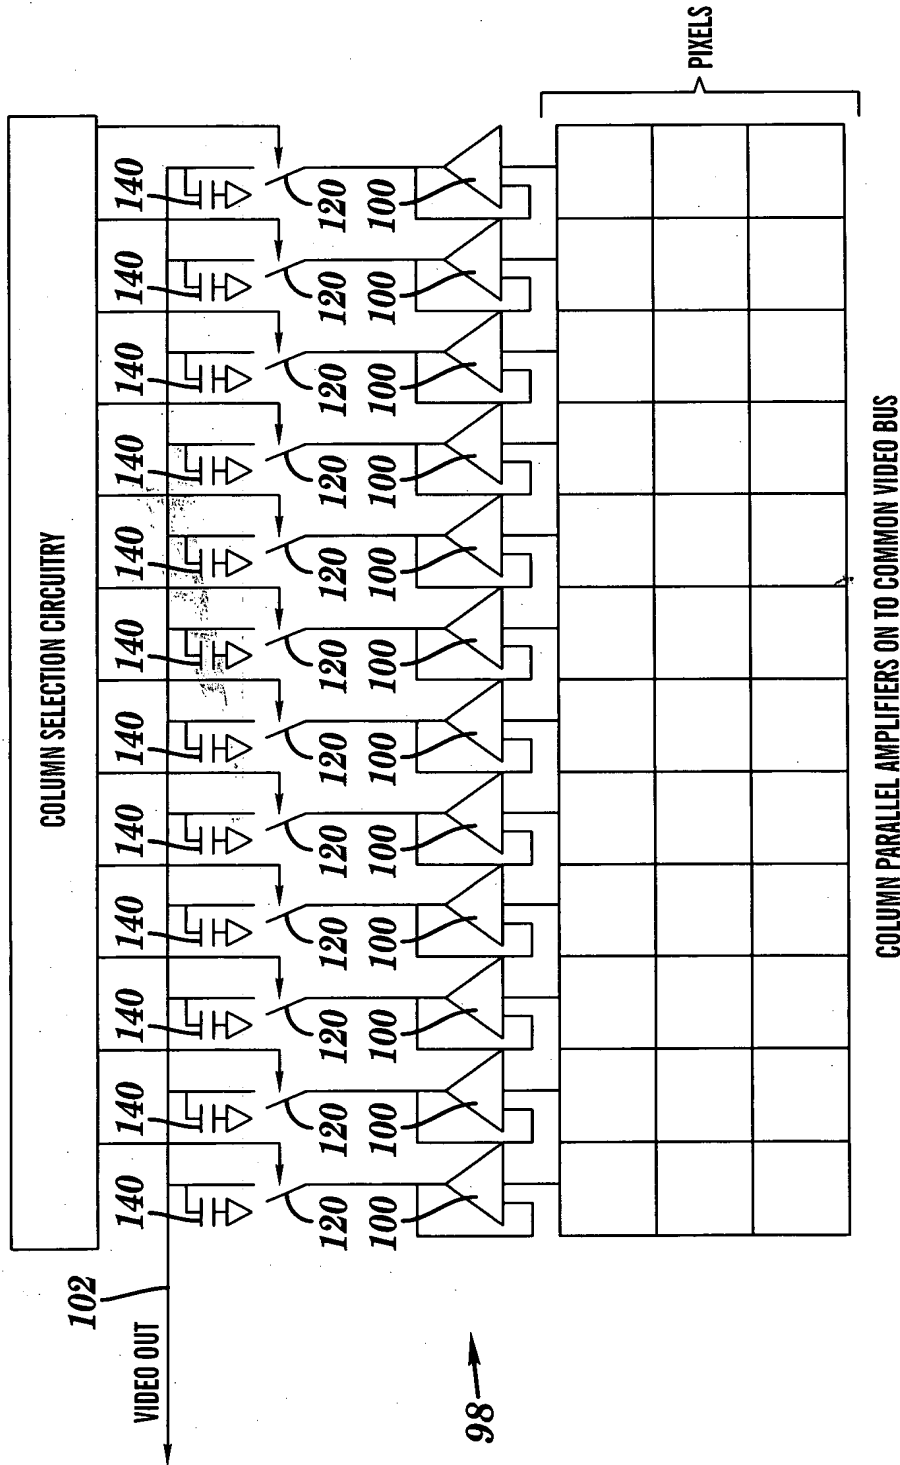 COLUMN SELECTION CIRCUITRY
102
140 140 140 140 140 140 140 140 140 140 140 140
VIDEO OUT
120 120 120 120 120 120 120 120 120 120 120 120
100 100 100 100 100 100 100 100 100 100 100 100
98
PIXELS
COLUMN PARALLEL AMPLIFIERS ON TO COMMON VIDEO BUS